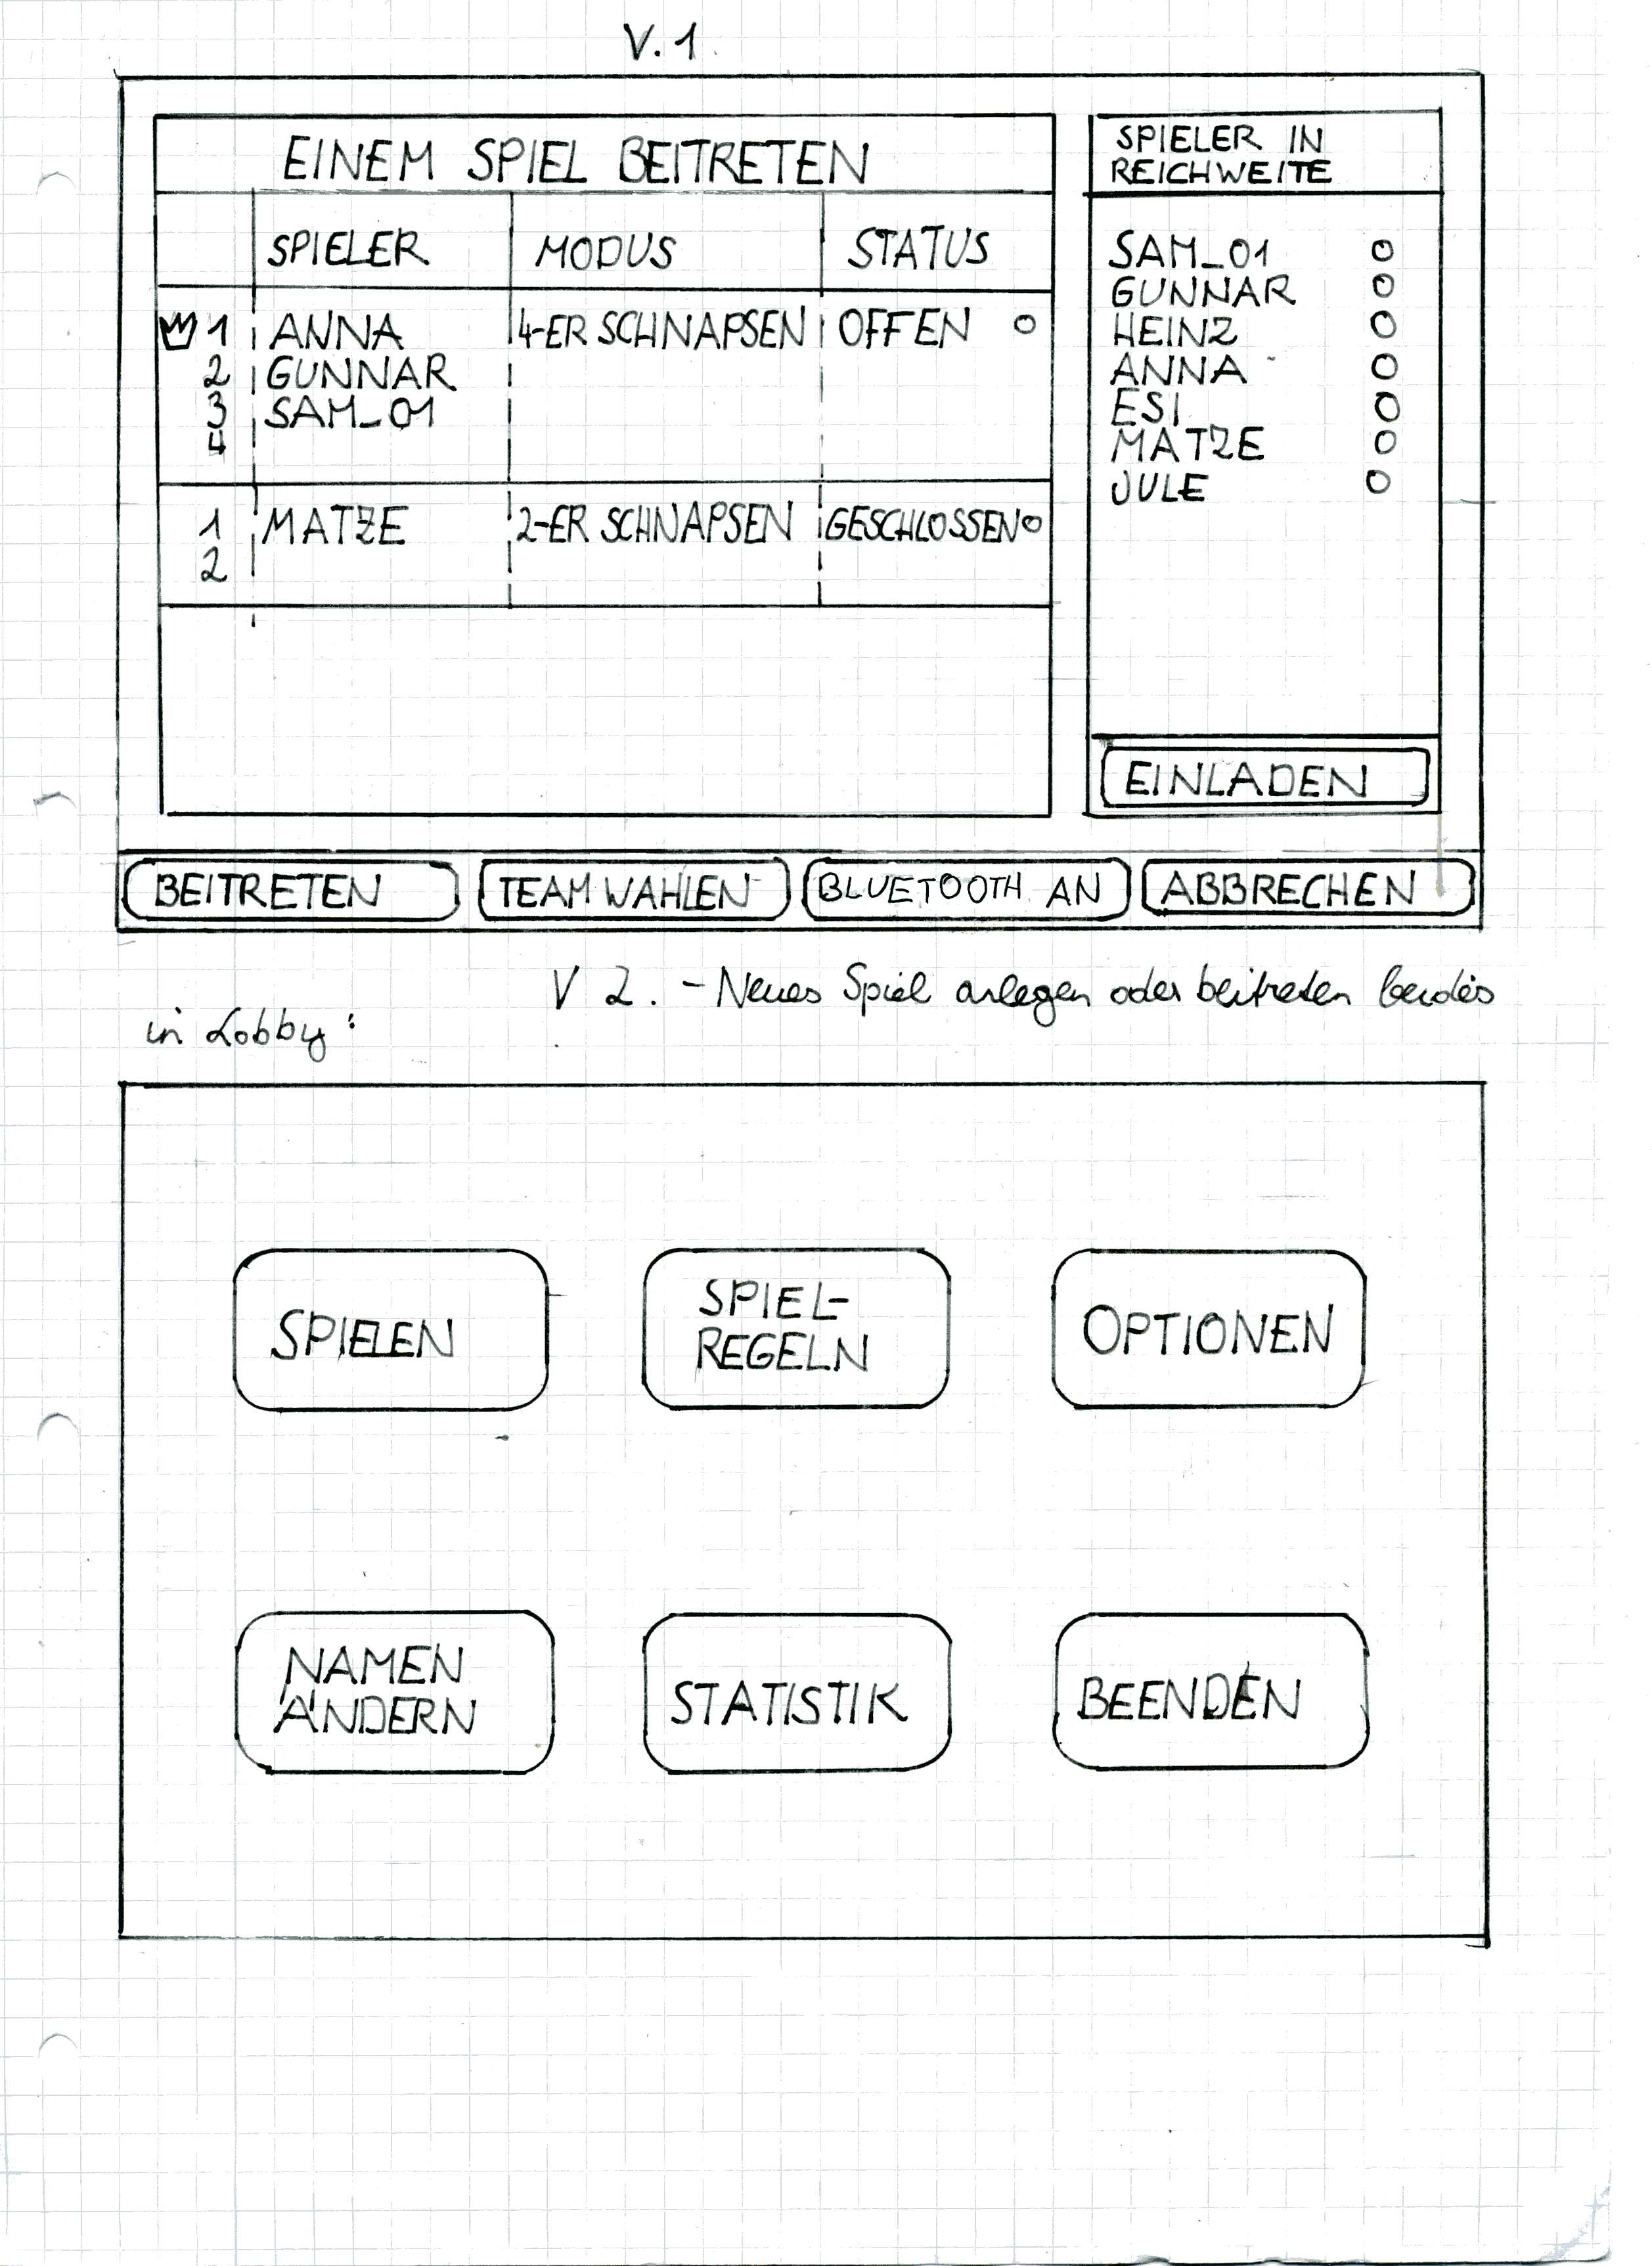 V.1
EINEM SPIEL BEITRETEN
SPIELER MODUS STATUS
1 ANNA 4-ER SCHNAPSEN OFFEN
2 GUNNAR
3 SAM_01
4
1 MATZE 2-ER SCHNAPSEN GESCHLOSSEN
2
SPIELER IN
REICHWEITE
SAM_01
GUNNAR
HEINZ
ANNA
ESI
MATZE
JULE
EINLADEN
BEITRETEN TEAM WAHLEN BLUETOOTH AN ABBRECHEN
V 2. - Neues Spiel anlegen oder beitreten beides
in Lobby:
SPIELEN
SPIEL-
REGELN
OPTIONEN
NAMEN
ÄNDERN
STATISTIK
BEENDEN